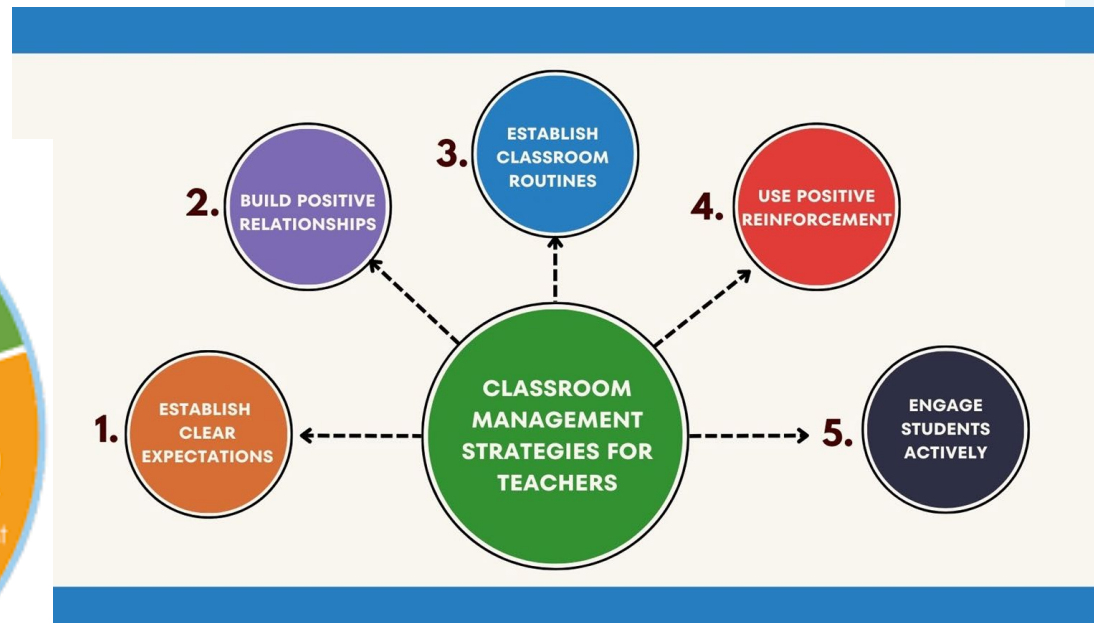 1.
ESTABLISH
CLEAR
EXPECTATIONS
2.
BUILD POSITIVE
RELATIONSHIPS
3.
ESTABLISH
CLASSROOM
ROUTINES
4.
USE POSITIVE
REINFORCEMENT
5.
ENGAGE
STUDENTS
ACTIVELY
CLASSROOM
MANAGEMENT
STRATEGIES FOR
TEACHERS